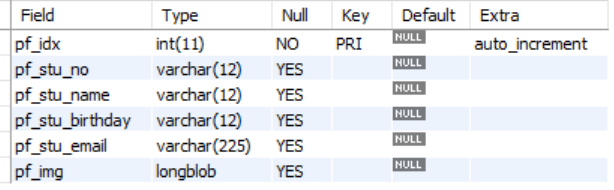 Field Type Null Key Default Extra
pf_idx int(11) NO PRI NULL auto_increment
pf_stu_no varchar(12) YES NULL
pf_stu_name varchar(12) YES NULL
pf_stu_birthday varchar(12) YES NULL
pf_stu_email varchar(225) YES NULL
pf_img longblob YES NULL